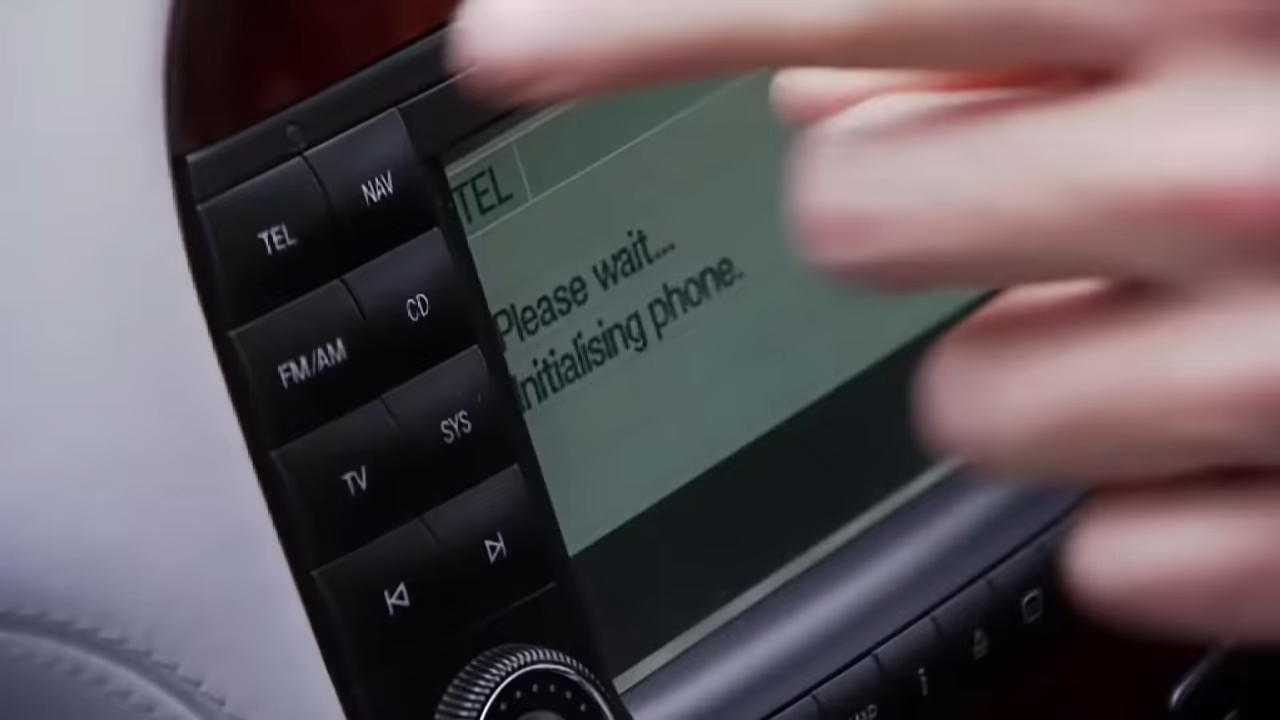 TEL
NAV
FM/AM
CD
TV
SYS
TEL
Please wait...
Initialising phone.